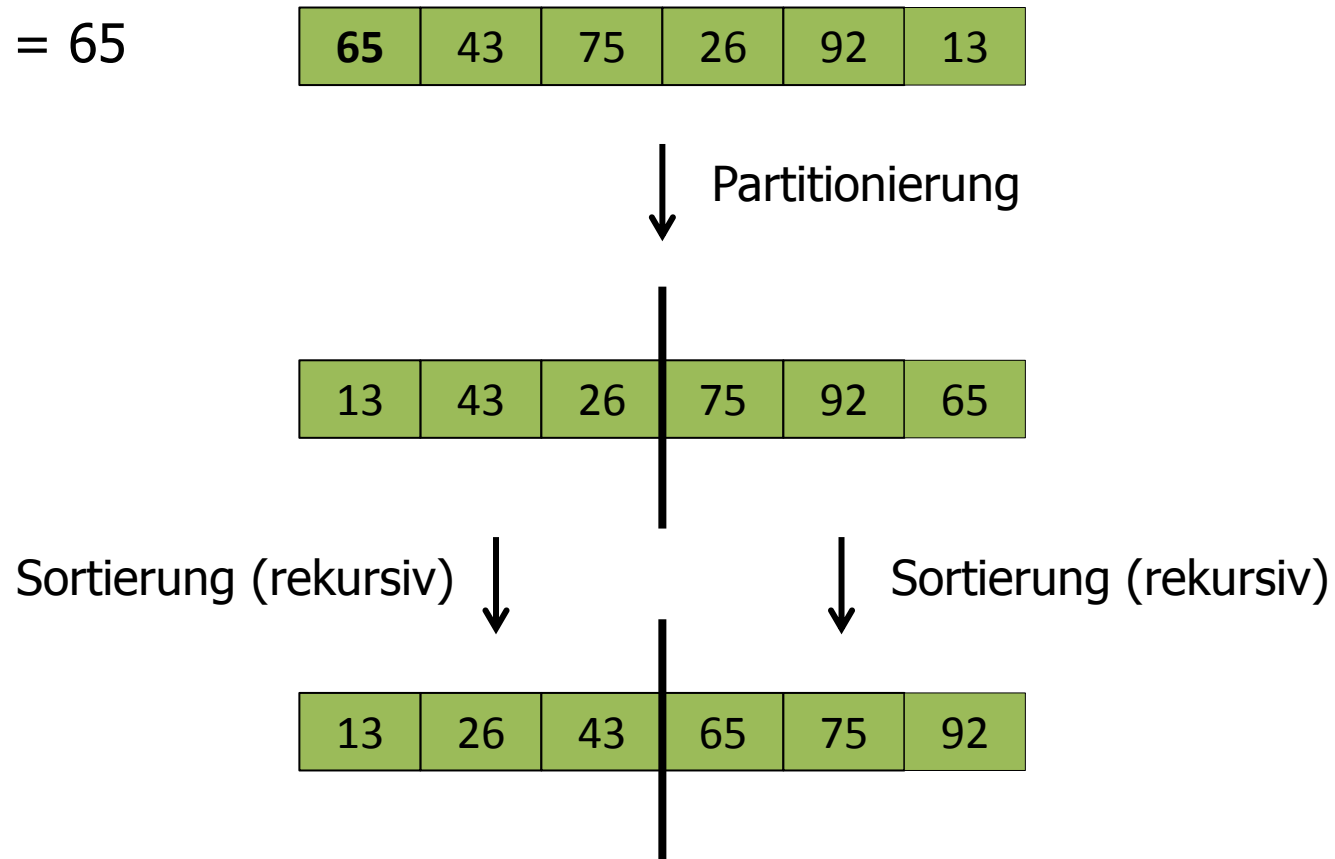 = 65
65 43 75 26 92 13
Partitionierung
13 43 26 75 92 65
Sortierung (rekursiv) Sortierung (rekursiv)
13 26 43 65 75 92